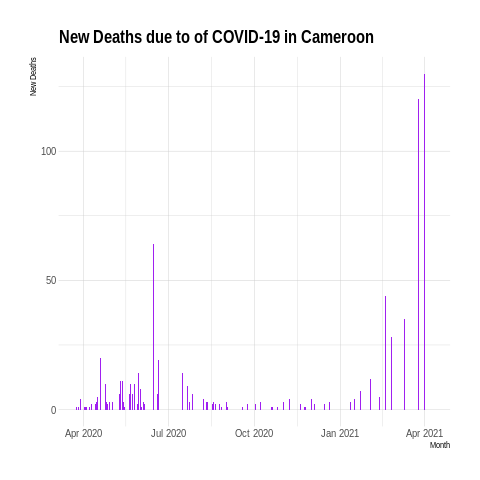 New Deaths due to of COVID-19 in Cameroon
New Deaths
100
50
0
Apr 2020
Jul 2020
Oct 2020
Jan 2021
Apr 2021
Month